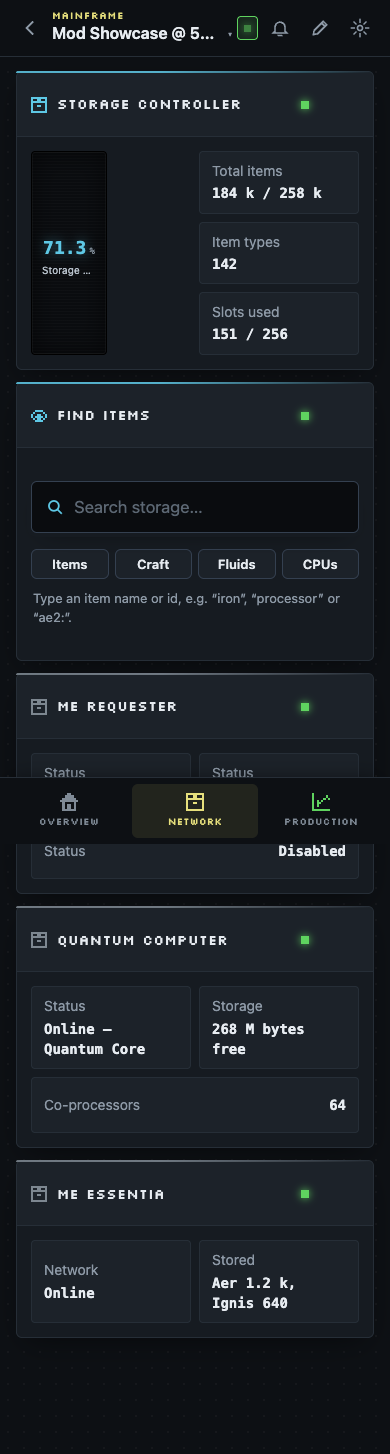 MAINFRAME
Mod Showcase @ 5...
STORAGE CONTROLLER
71.3%
Storage ...
Total items
184 k / 258 k
Item types
142
Slots used
151 / 256
FIND ITEMS
Search storage...
Items
Craft
Fluids
CPUs
Type an item name or id, e.g. “iron”, “processor” or
“ae2:”.
ME REQUESTER
Status
Status
OVERVIEW
NETWORK
PRODUCTION
Status
Disabled
QUANTUM COMPUTER
Status
Online —
Quantum Core
Storage
268 M bytes
free
Co-processors
64
ME ESSENTIA
Network
Online
Stored
Aer 1.2 k,
Ignis 640